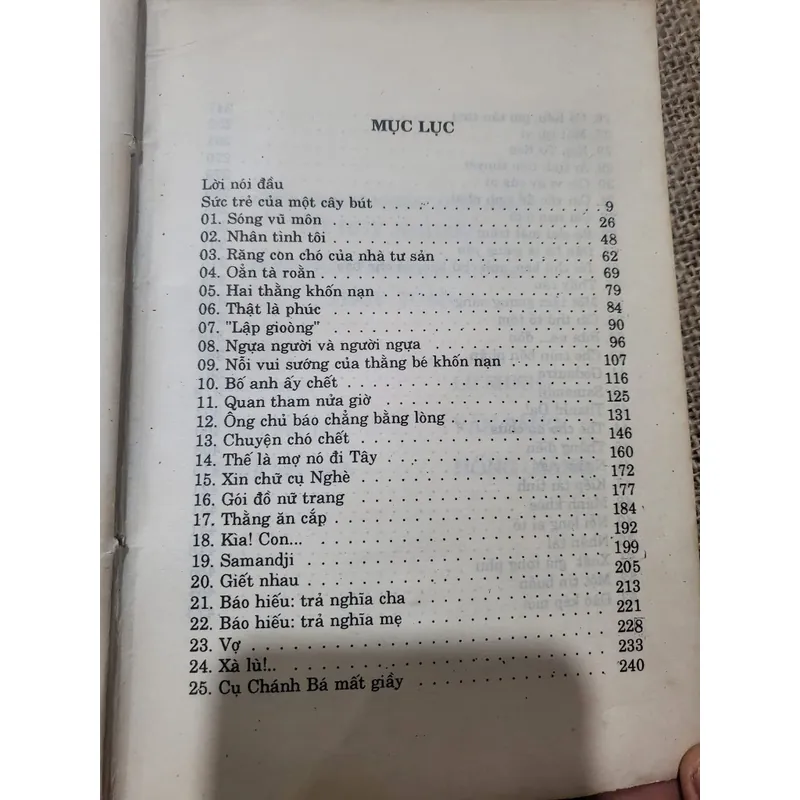 MỤC LỤC
Lời nói đầu
Sức trẻ của một cây bút . . . . . . . . . . . . . . . . . . . . 9
01. Sóng vũ môn . . . . . . . . . . . . . . . . . . . . 26
02. Nhân tình tôi . . . . . . . . . . . . . . . . . . . . 48
03. Răng con chó của nhà tư sản . . . . . . . . . . . . 62
04. Oẳn tà roằn . . . . . . . . . . . . . . . . . . . . 69
05. Hai thằng khốn nạn . . . . . . . . . . . . . . . . 79
06. Thật là phúc . . . . . . . . . . . . . . . . . . . . 84
07. "Lập gioòng" . . . . . . . . . . . . . . . . . . . . 90
08. Ngựa người và người ngựa . . . . . . . . . . . . . 96
09. Nỗi vui sướng của thằng bé khốn nạn . . . . . . . . 107
10. Bố anh ấy chết . . . . . . . . . . . . . . . . . . . 116
11. Quan tham nửa giờ . . . . . . . . . . . . . . . . . 125
12. Ông chủ báo chẳng bằng lòng . . . . . . . . . . . . 131
13. Chuyện chó chết . . . . . . . . . . . . . . . . . . 146
14. Thế là mợ nó đi Tây . . . . . . . . . . . . . . . . 160
15. Xin chữ cụ Nghè . . . . . . . . . . . . . . . . . . 172
16. Gói đồ nữ trang . . . . . . . . . . . . . . . . . . 177
17. Thằng ăn cắp . . . . . . . . . . . . . . . . . . . . 184
18. Kìa! Con... . . . . . . . . . . . . . . . . . . . . 192
19. Samandji . . . . . . . . . . . . . . . . . . . . . . 199
20. Giết nhau . . . . . . . . . . . . . . . . . . . . . 205
21. Báo hiếu: trả nghĩa cha . . . . . . . . . . . . . . 213
22. Báo hiếu: trả nghĩa mẹ . . . . . . . . . . . . . . . 221
23. Vợ . . . . . . . . . . . . . . . . . . . . . . . . . 228
24. Xà lù!.. . . . . . . . . . . . . . . . . . . . . . . 233
25. Cụ Chánh Bá mất giầy . . . . . . . . . . . . . . . . 240